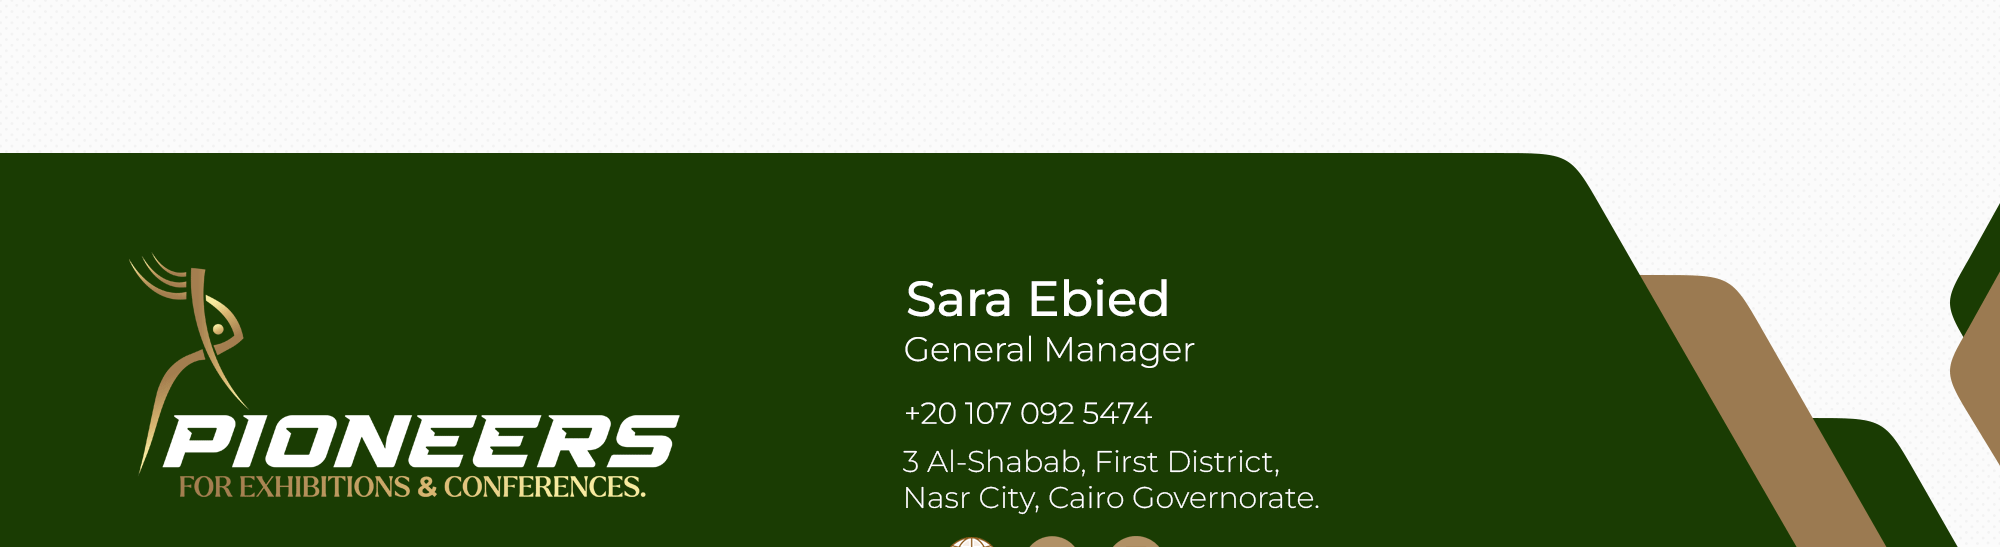 PIONEERS
FOR EXHIBITIONS & CONFERENCES.
Sara Ebied
General Manager
+20 107 092 5474
3 Al-Shabab, First District,
Nasr City, Cairo Governorate.